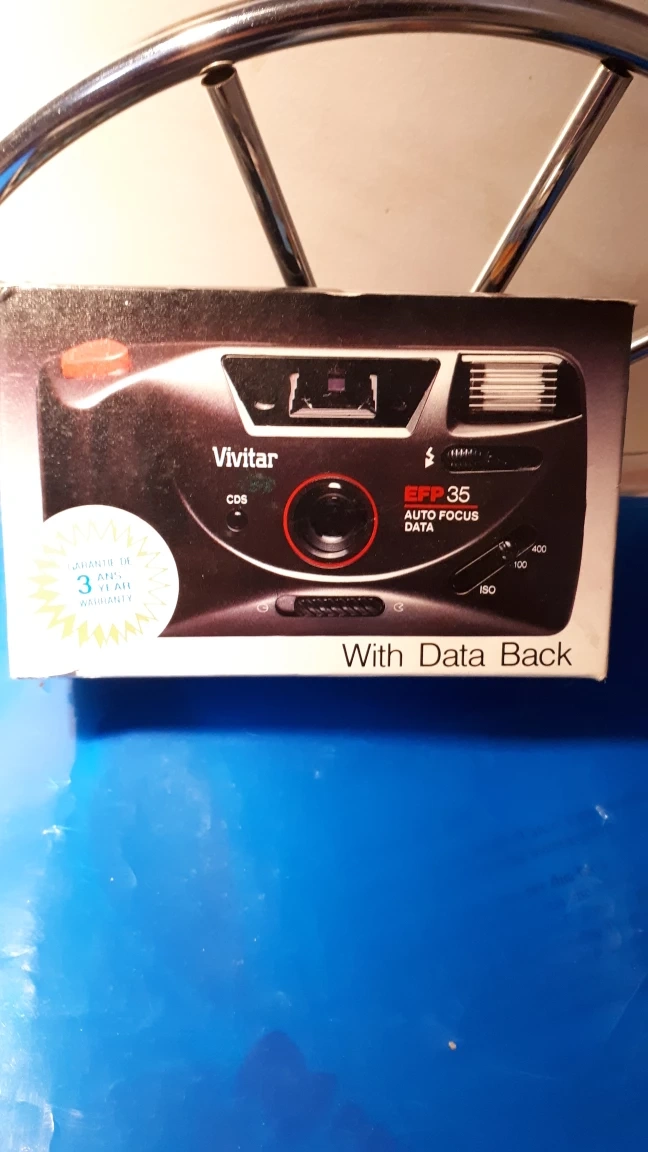 Vivitar
CDS
EFP 35
AUTO FOCUS
DATA
400
100
ISO
GARANTIE DE
3 ANS
YEAR
WARRANTY
With Data Back